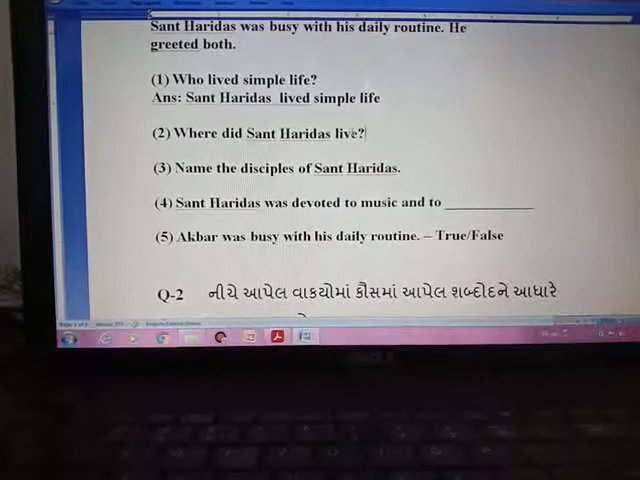 Sant Haridas was busy with his daily routine. He
greeted both.
(1) Who lived simple life?
Ans: Sant Haridas lived simple life
(2) Where did Sant Haridas live?
(3) Name the disciples of Sant Haridas.
(4) Sant Haridas was devoted to music and to ______________
(5) Akbar was busy with his daily routine. – True/False
Q-2 નીચે આપેલ વાકયોમાં કૌસમાં આપેલ શબ્દોદને આધારે